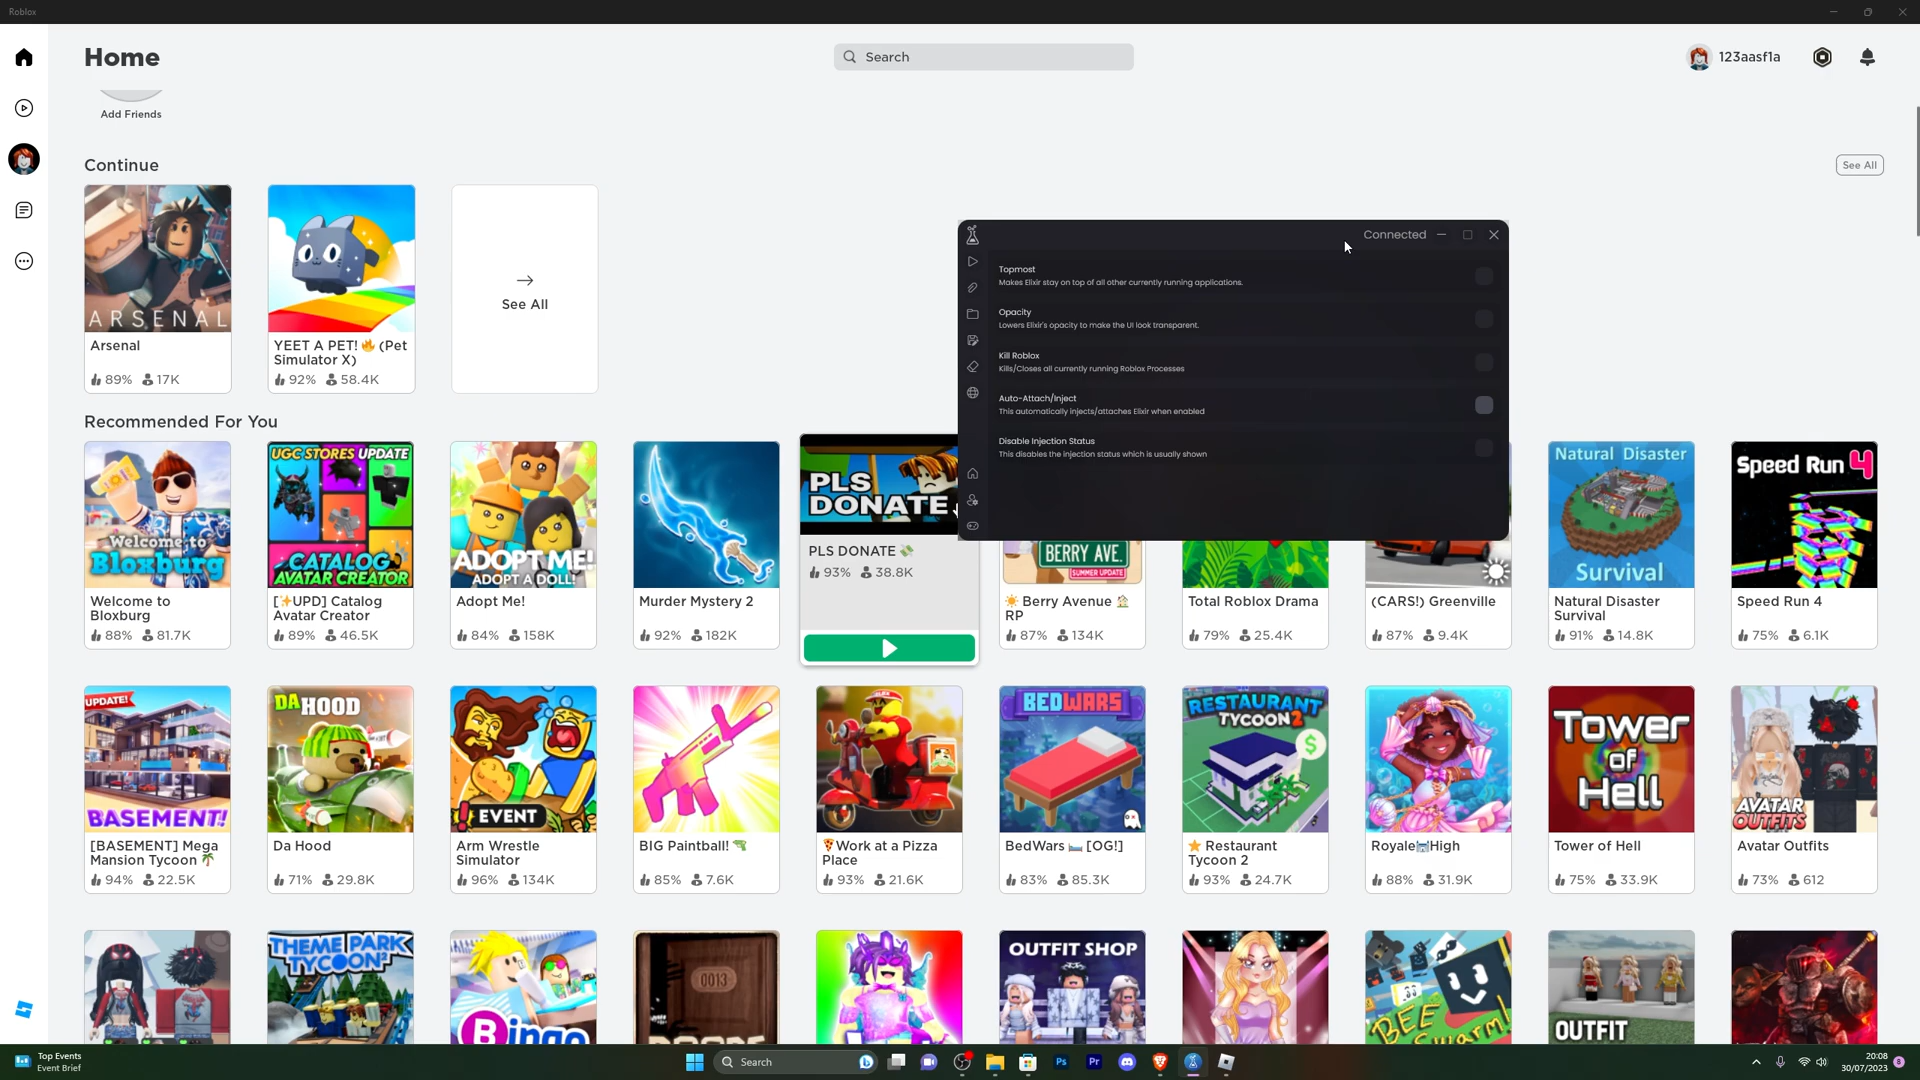 Roblox
Home
Search
123aasf1a
Add Friends
Continue
See All
ARSENAL
Arsenal
89% 17K
YEET A PET! 🔥 (Pet
Simulator X)
92% 58.4K
See All
Connected
Topmost
Makes Elixir stay on top of all other currently running applications.
Opacity
Lowers Elixir's opacity to make the UI look transparent.
Kill Roblox
Kills/Closes all currently running Roblox Processes
Auto-Attach/Inject
This automatically injects/attaches Elixir when enabled
Disable Injection Status
This disables the injection status which is usually shown
Recommended For You
Welcome to
Bloxburg
Welcome to
Bloxburg
88% 81.7K
UGC STORES UPDATE
CATALOG
AVATAR CREATOR
[✨UPD] Catalog
Avatar Creator
89% 46.5K
ADOPT ME!
ADOPT A DOLL!
Adopt Me!
84% 158K
Murder Mystery 2
92% 182K
PLS
DONATE
PLS DONATE 💸
93% 38.8K
BERRY AVE.
SUMMER UPDATE
☀️ Berry Avenue 🏠
RP
87% 134K
Total Roblox Drama
79% 25.4K
(CARS!) Greenville
87% 9.4K
Natural Disaster
Survival
Natural Disaster
Survival
91% 14.8K
Speed Run 4
Speed Run 4
75% 6.1K
UPDATE!
BASEMENT!
[BASEMENT] Mega
Mansion Tycoon 🌴
94% 22.5K
DA HOOD
Da Hood
71% 29.8K
EVENT
Arm Wrestle
Simulator
96% 134K
BIG Paintball! 🔫
85% 7.6K
🍕Work at a Pizza
Place
93% 21.6K
BEDWARS
BedWars 🛏️ [OG!]
83% 85.3K
RESTAURANT
TYCOON 2
$
⭐ Restaurant
Tycoon 2
93% 24.7K
Royale🏰High
88% 31.9K
Tower
of
Hell
Tower of Hell
75% 33.9K
AVATAR
OUTFITS
Avatar Outfits
73% 612
THEME PARK
TYCOON 2
Bingo
0013
DOORS
OUTFIT SHOP
BEE
Swarm!
OUTFIT
Top Events
Event Brief
Search
Ps
Pr
20:08
30/07/2023
8